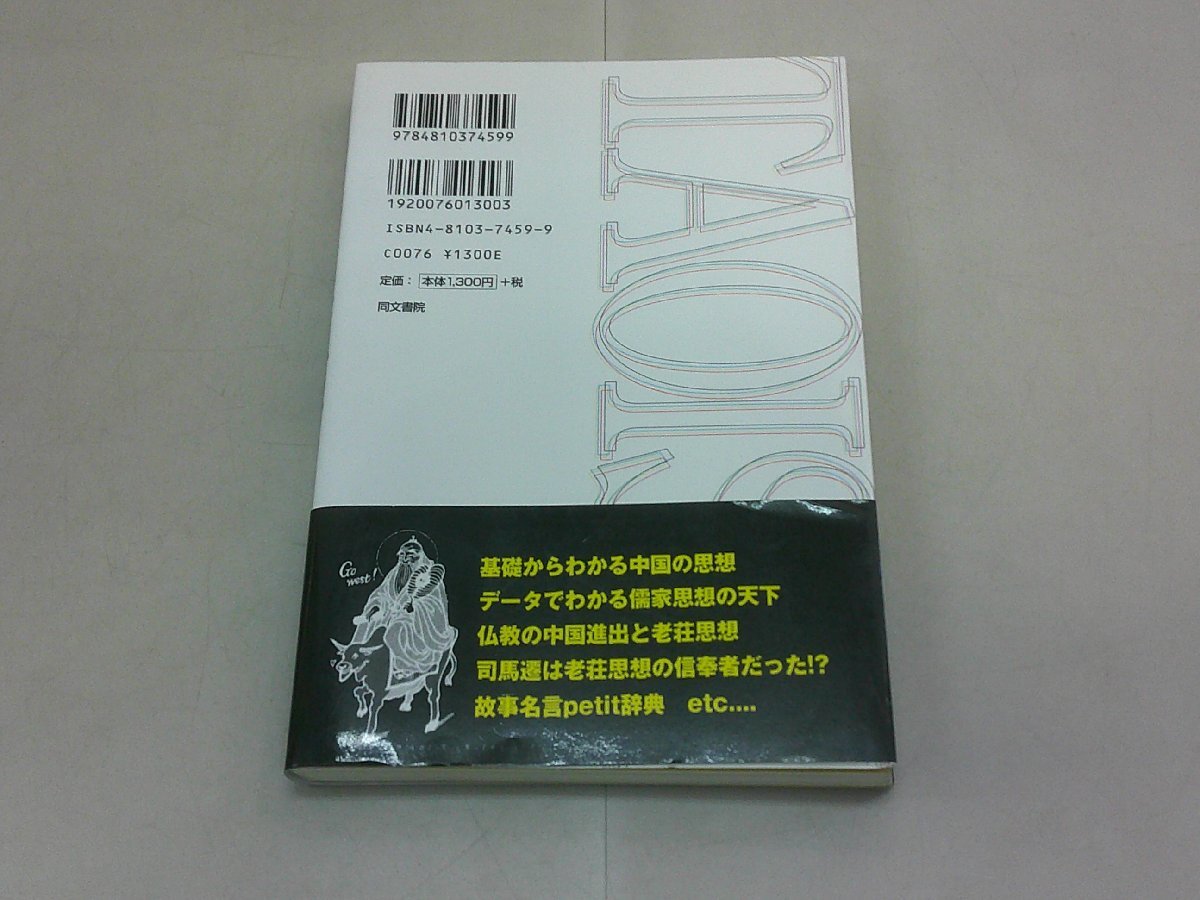 9784810374599
1920076013003
ISBN4-8103-7459-9
C0076 ¥1300E
定価： 本体1,300円 +税
同文書院
Go
west!
基礎からわかる中国の思想
データでわかる儒家思想の天下
仏教の中国進出と老荘思想
司馬遷は老荘思想の信奉者だった!?
故事名言petit辞典 etc....